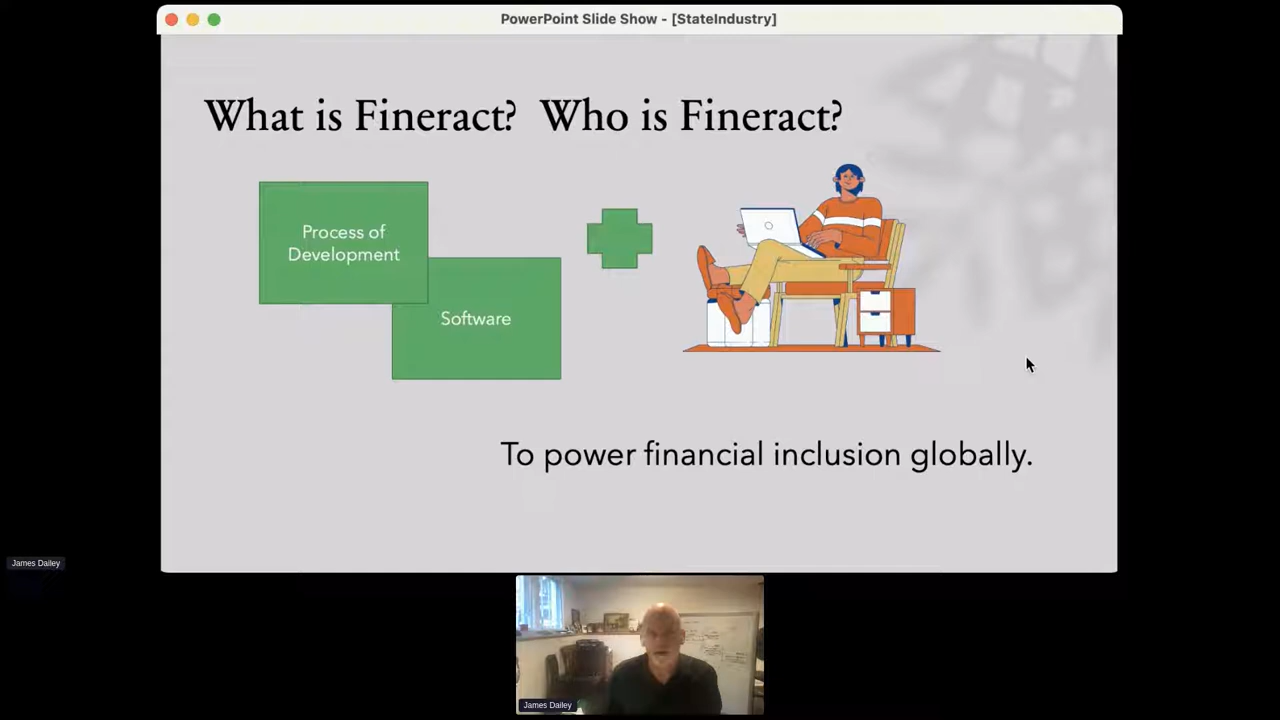 PowerPoint Slide Show - [StateIndustry]
What is Fineract? Who is Fineract?
Process of
Development
Software
To power financial inclusion globally.
James Dailey
James Dailey